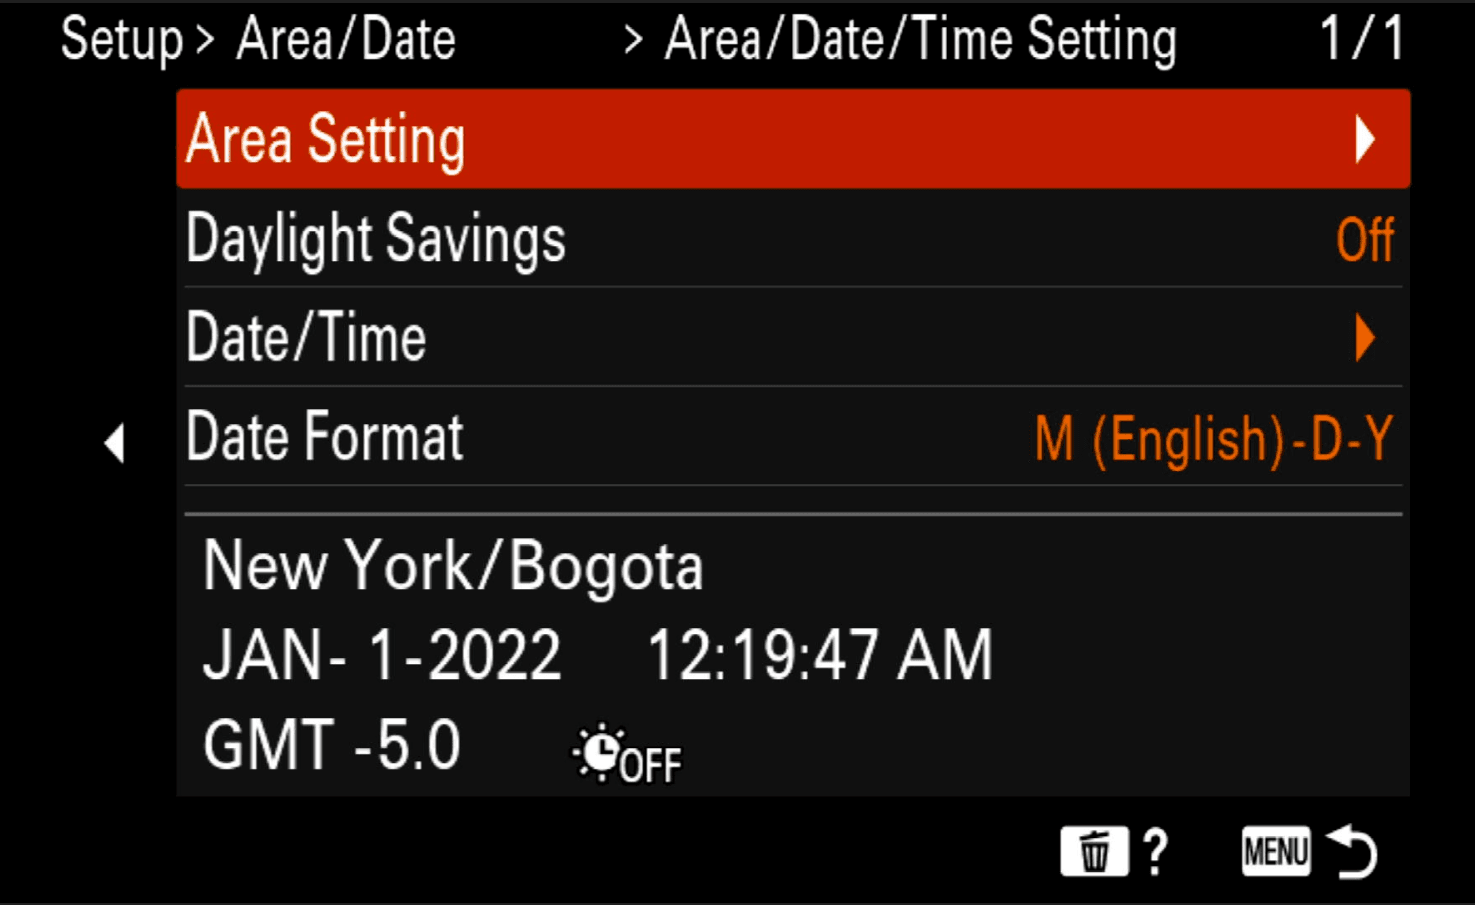 Setup > Area/Date > Area/Date/Time Setting 1/1
Area Setting
Daylight Savings Off
Date/Time
Date Format M (English)-D-Y
New York/Bogota
JAN- 1-2022 12:19:47 AM
GMT -5.0 OFF
? MENU